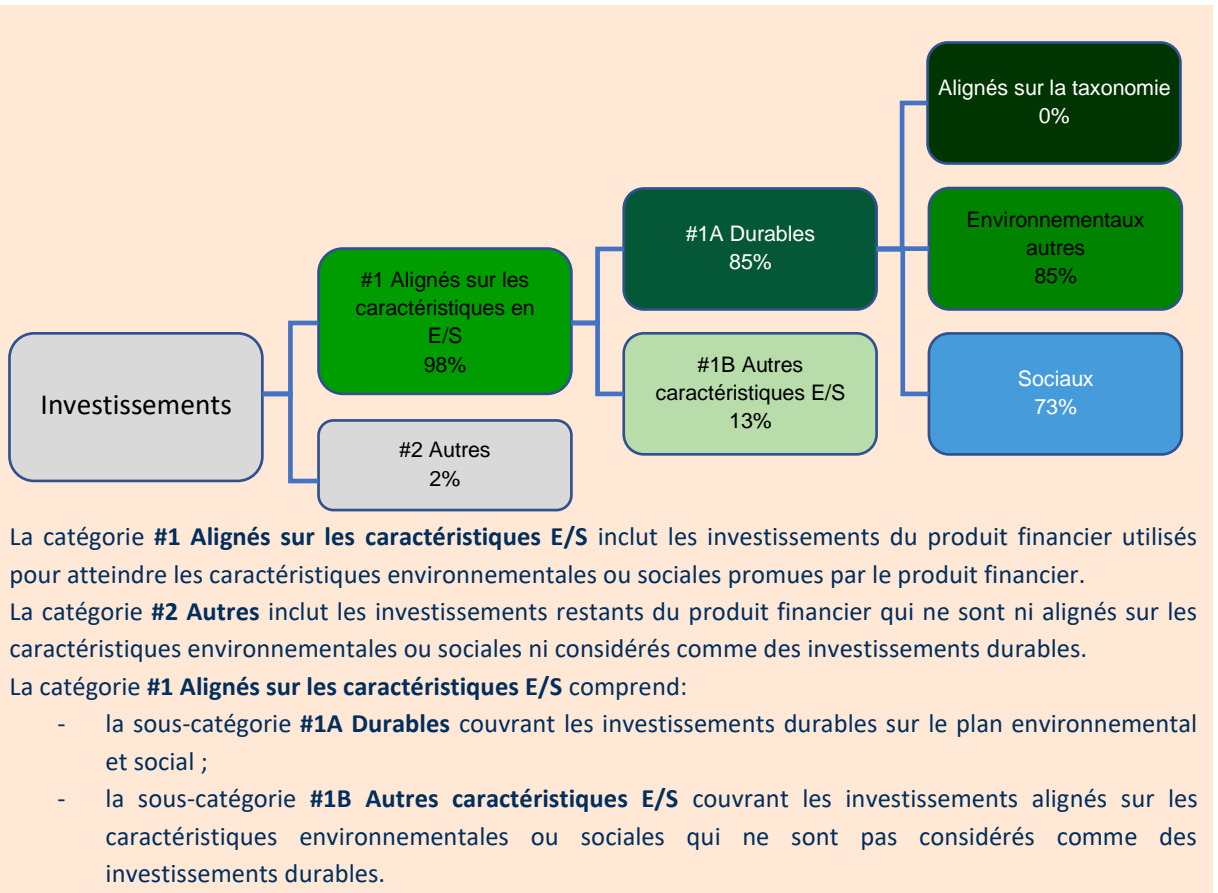 Alignés sur la taxonomie
0%
#1A Durables
85%
Environnementaux
autres
85%
#1 Alignés sur les
caractéristiques en
E/S
98%
Investissements
#1B Autres
caractéristiques E/S
13%
Sociaux
73%
#2 Autres
2%
La catégorie #1 Alignés sur les caractéristiques E/S inclut les investissements du produit financier utilisés
pour atteindre les caractéristiques environnementales ou sociales promues par le produit financier.
La catégorie #2 Autres inclut les investissements restants du produit financier qui ne sont ni alignés sur les
caractéristiques environnementales ou sociales ni considérés comme des investissements durables.
La catégorie #1 Alignés sur les caractéristiques E/S comprend:
- la sous-catégorie #1A Durables couvrant les investissements durables sur le plan environnemental
et social ;
- la sous-catégorie #1B Autres caractéristiques E/S couvrant les investissements alignés sur les
caractéristiques environnementales ou sociales qui ne sont pas considérés comme des
investissements durables.